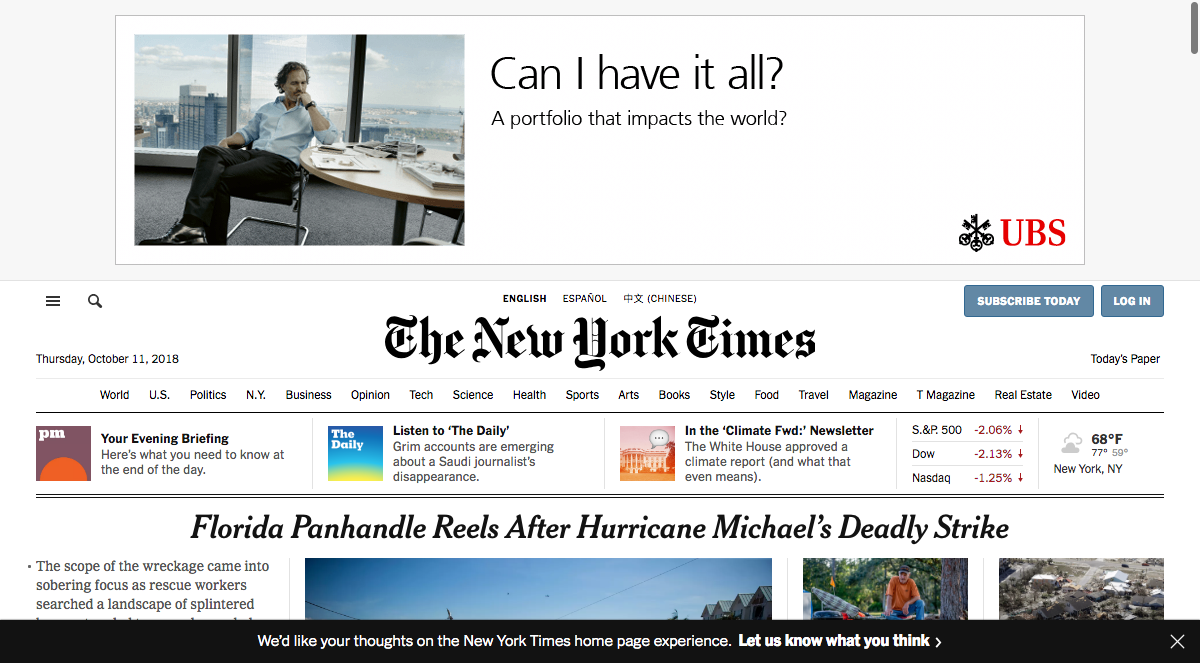 Can I have it all?
A portfolio that impacts the world?
UBS
ENGLISH ESPAÑOL 中文 (CHINESE)
SUBSCRIBE TODAY LOG IN
The New York Times
Thursday, October 11, 2018
Today's Paper
World U.S. Politics N.Y. Business Opinion Tech Science Health Sports Arts Books Style Food Travel Magazine T Magazine Real Estate Video
pm
Your Evening Briefing
Here's what you need to know at
the end of the day.
The
Daily
Listen to ‘The Daily’
Grim accounts are emerging
about a Saudi journalist's
disappearance.
In the ‘Climate Fwd:’ Newsletter
The White House approved a
climate report (and what that
even means).
S.&P. 500 -2.06% ↓
Dow -2.13% ↓
Nasdaq -1.25% ↓
68°F
77° 59°
New York, NY
Florida Panhandle Reels After Hurricane Michael’s Deadly Strike
• The scope of the wreckage came into
sobering focus as rescue workers
searched a landscape of splintered
We’d like your thoughts on the New York Times home page experience. Let us know what you think ›